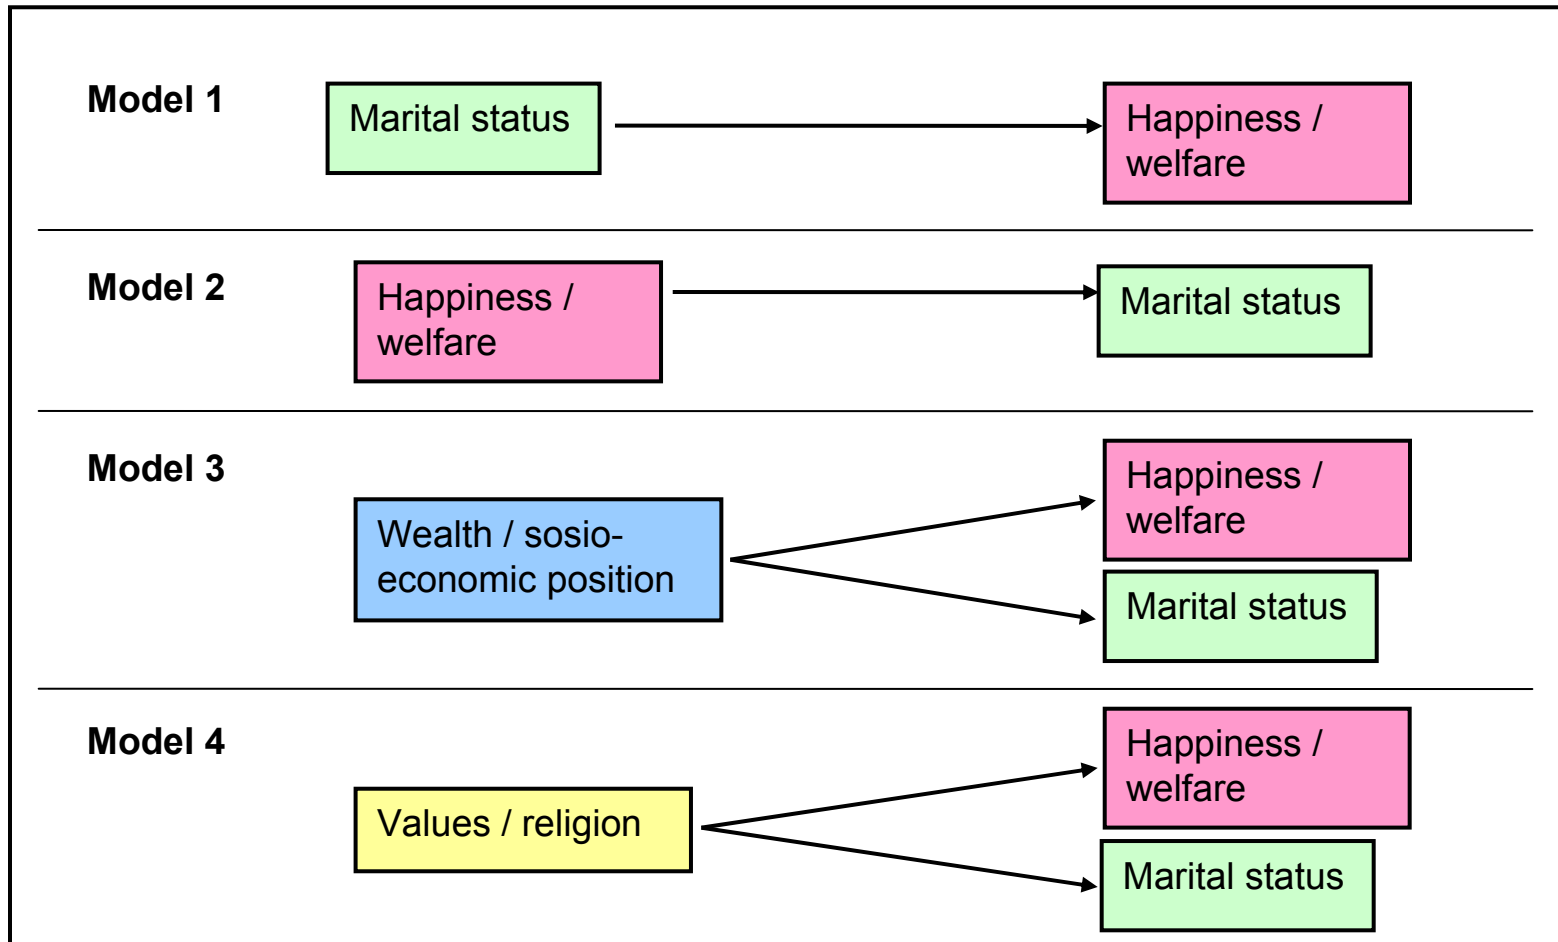 Model 1
Marital status
Happiness /
welfare
Model 2
Happiness /
welfare
Marital status
Model 3
Wealth / sosio-
economic position
Happiness /
welfare
Marital status
Model 4
Values / religion
Happiness /
welfare
Marital status